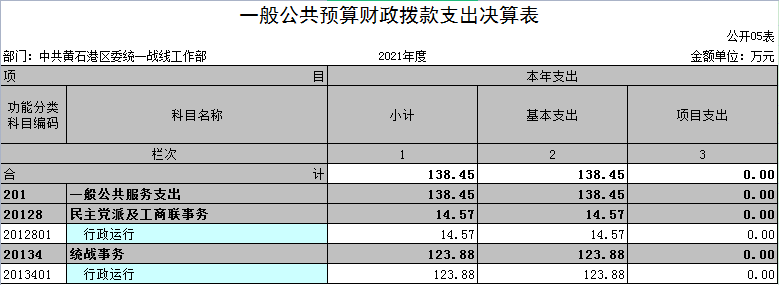 一般公共预算财政拨款支出决算表
公开05表
部门：中共黄石港区委统一战线工作部 2021年度 金额单位：万元
项 目 本年支出
功能分类科目编码 科目名称 小计 基本支出 项目支出
栏次 1 2 3
合 计 138.45 138.45 0.00
201 一般公共服务支出 138.45 138.45 0.00
20128 民主党派及工商联事务 14.57 14.57 0.00
2012801 行政运行 14.57 14.57 0.00
20134 统战事务 123.88 123.88 0.00
2013401 行政运行 123.88 123.88 0.00